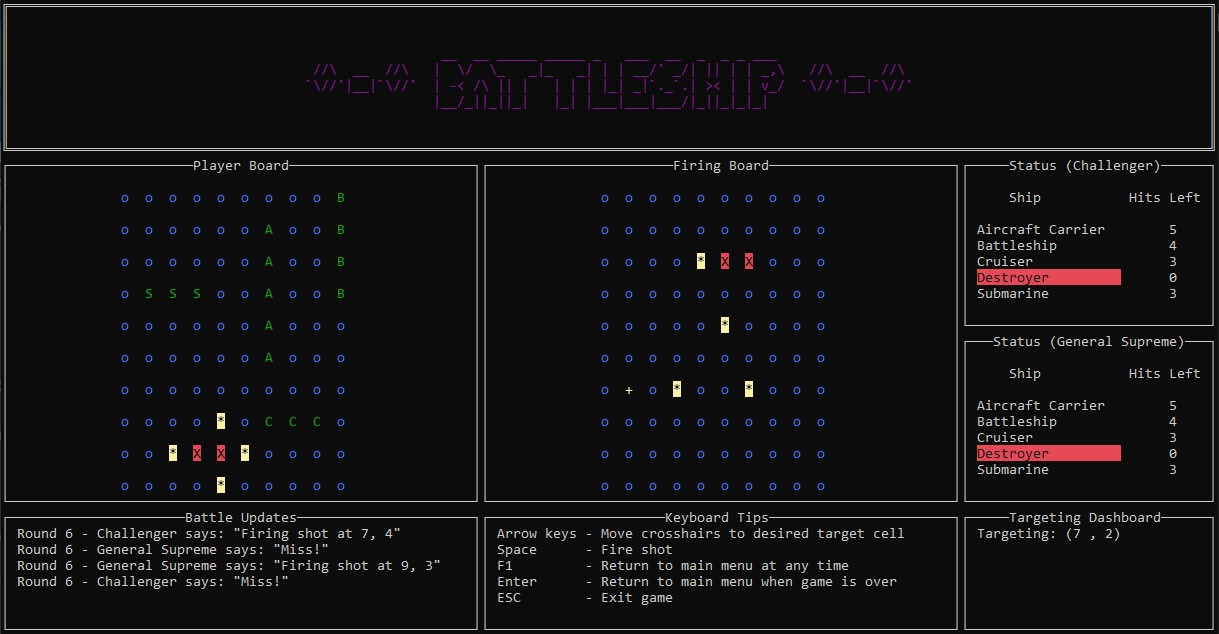 BATTLESHIP
Player Board
o o o o o o o o o B
o o o o o o A o o B
o o o o o o A o o B
o S S S o o A o o B
o o o o o o A o o o
o o o o o o A o o o
o o o o o o o o o o
o o o o * o C C C o
o o * X X * o o o o
o o o o * o o o o o
Firing Board
o o o o o o o o o o
o o o o o o o o o o
o o o o * X X o o o
o o o o o o o o o o
o o o o o * o o o o
o o o o o o o o o o
o + o * o o * o o o
o o o o o o o o o o
o o o o o o o o o o
o o o o o o o o o o
Status (Challenger)
Ship Hits Left
Aircraft Carrier 5
Battleship 4
Cruiser 3
Destroyer 0
Submarine 3
Status (General Supreme)
Ship Hits Left
Aircraft Carrier 5
Battleship 4
Cruiser 3
Destroyer 0
Submarine 3
Battle Updates
Round 6 - Challenger says: "Firing shot at 7, 4"
Round 6 - General Supreme says: "Miss!"
Round 6 - General Supreme says: "Firing shot at 9, 3"
Round 6 - Challenger says: "Miss!"
Keyboard Tips
Arrow keys - Move crosshairs to desired target cell
Space - Fire shot
F1 - Return to main menu at any time
Enter - Return to main menu when game is over
ESC - Exit game
Targeting Dashboard
Targeting: (7 , 2)